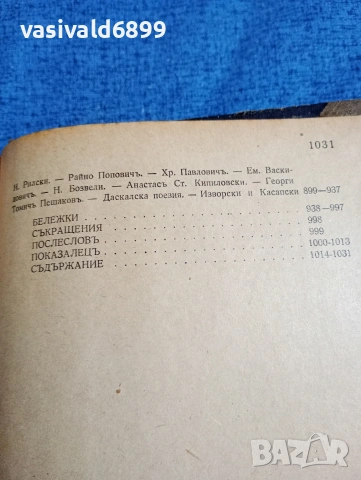 vasivald6899
1031
Н. Рилски. — Райно Поповичъ. — Хр. Павловичъ. — Ем. Васки-
довичъ. — Н. Бозвели. — Анастасъ Ст. Кипиловски. — Георги
Томичъ Пешаковъ. — Даскалска поезия. — Изворски и Касапски 899—937
БЕЛЕЖКИ . . . 938—997
СЪКРАЩЕНИЯ . . . 998
ПОСЛЕСЛОВЪ . . . 999
ПОКАЗАЛЕЦЪ . . . 1000-1013
СЪДЪРЖАНИЕ . . . 1014-1031
bazar